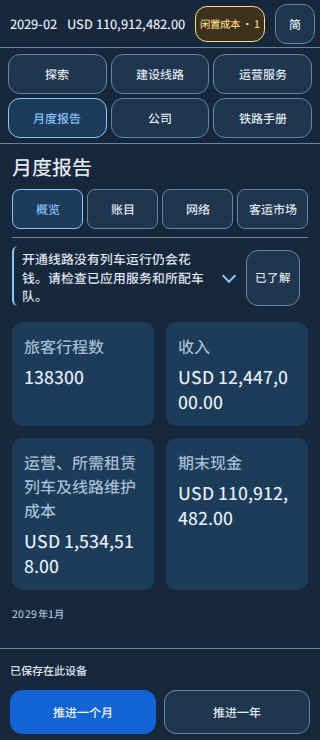 2029-02 USD 110,912,482.00 闲置成本 · 1 简
探索 建设线路 运营服务
月度报告 公司 铁路手册
月度报告
概览 账目 网络 客运市场
开通线路没有列车运行仍会花
钱。请检查已应用服务和所配车
队。
已了解
旅客行程数
138300
收入
USD 12,447,0
00.00
运营、所需租赁
列车及线路维护
成本
USD 1,534,51
8.00
期末现金
USD 110,912,
482.00
2029年1月
已保存在此设备
推进一个月 推进一年